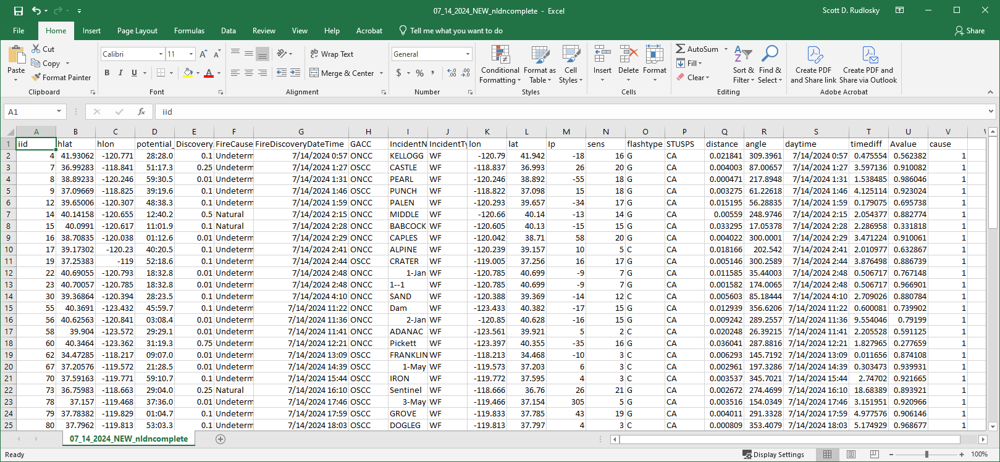 07_14_2024_NEW_nldncomplete - Excel
Scott D. Rudlosky
File Home Insert Page Layout Formulas Data Review View Help Acrobat Tell me what you want to do Share
Paste
Cut
Copy
Format Painter
Clipboard
Calibri 11
B I U
Font
Wrap Text
Merge & Center
Alignment
General
$ % ,
Number
Conditional Formatting
Format as Table
Cell Styles
Styles
Insert Delete Format
Cells
AutoSum
Fill
Clear
Sort & Filter
Find & Select
Editing
Create PDF and Share link
Create PDF and Share via Outlook
Adobe Acrobat
A1 fx iid
A B C D E F G H I J K L M N O P Q R S T U V
1 iid hlat hlon potential_ Discovery. FireCause FireDiscoveryDateTime GACC IncidentN IncidentTy lon lat Ip sens flashtype STUSPS distance angle daytime timediff Avalue cause
2 4 41.93062 -120.771 28:28.0 0.1 Undeterm 7/14/2024 0:57 ONCC KELLOGG WF -120.79 41.942 -18 16 G CA 0.021841 309.3961 7/14/2024 0:57 0.475554 0.562382 1
3 7 36.99283 -118.841 51:17.3 0.25 Undeterm 7/14/2024 1:27 OSCC CASTLE WF -118.837 36.993 26 20 G CA 0.004003 87.00657 7/14/2024 1:27 3.597136 0.910082 1
4 8 38.89233 -120.246 59:30.5 0.01 Undeterm 7/14/2024 1:31 ONCC PEARL WF -120.246 38.892 -55 18 G CA 0.000471 217.8948 7/14/2024 1:31 1.538485 0.986046 1
5 9 37.09669 -118.825 39:19.6 0.1 Undeterm 7/14/2024 1:46 OSCC PUNCH WF -118.822 37.098 15 18 G CA 0.003275 61.22618 7/14/2024 1:46 4.125114 0.923024 1
6 12 39.65006 -120.307 48:38.3 0.1 Undeterm 7/14/2024 1:59 ONCC PALEN WF -120.293 39.657 -34 17 G CA 0.015195 56.28835 7/14/2024 1:59 0.179075 0.695738 1
7 14 40.14158 -120.655 12:40.2 0.5 Natural 7/14/2024 2:15 ONCC MIDDLE WF -120.66 40.14 -13 14 G CA 0.00559 248.9746 7/14/2024 2:15 2.054377 0.882774 1
8 15 40.0991 -120.617 11:01.9 0.1 Natural 7/14/2024 2:28 ONCC BABCOCK WF -120.605 40.13 -15 15 G CA 0.033295 17.05378 7/14/2024 2:28 2.286958 0.331818 1
9 16 38.70835 -120.038 01:12.6 0.01 Undeterm 7/14/2024 2:29 ONCC CAPLES WF -120.042 38.71 58 20 G CA 0.004022 300.0001 7/14/2024 2:29 3.471224 0.910061 1
10 17 39.17302 -120.23 40:20.5 0.1 Undeterm 7/14/2024 2:41 ONCC ALPINE WF -120.239 39.157 10 5 C CA 0.018166 202.542 7/14/2024 2:41 2.010977 0.632867 1
11 19 37.25383 -119 52:18.6 0.1 Undeterm 7/14/2024 2:44 OSCC CRATER WF -119.005 37.256 16 17 G CA 0.005146 300.2589 7/14/2024 2:44 3.876498 0.886739 1
12 22 40.69055 -120.793 18:32.8 0.01 Undeterm 7/14/2024 2:48 ONCC 1-Jan WF -120.785 40.699 -9 7 G CA 0.011585 35.44003 7/14/2024 2:48 0.506717 0.767148 1
13 23 40.70057 -120.785 18:32.8 0.01 Undeterm 7/14/2024 2:48 ONCC 1--1 WF -120.785 40.699 -9 7 G CA 0.001582 174.0065 7/14/2024 2:48 0.506717 0.966901 1
14 30 39.36864 -120.394 28:23.5 0.1 Undeterm 7/14/2024 4:10 ONCC SAND WF -120.388 39.369 -14 12 C CA 0.005603 85.18444 7/14/2024 4:10 2.709026 0.880784 1
15 55 40.3691 -123.432 45:59.7 0.1 Undeterm 7/14/2024 11:22 ONCC Dam WF -123.433 40.382 -17 15 G CA 0.012939 356.6206 7/14/2024 11:22 0.600081 0.739902 1
16 56 40.62563 -120.841 03:08.4 0.01 Undeterm 7/14/2024 11:36 ONCC 2-Jan WF -120.85 40.628 -16 15 G CA 0.009242 289.2557 7/14/2024 11:36 9.554046 0.79199 1
17 58 39.904 -123.572 29:29.1 0.01 Undeterm 7/14/2024 11:41 ONCC ADANAC WF -123.561 39.921 5 2 C CA 0.020248 26.39215 7/14/2024 11:41 2.205528 0.591125 1
18 60 40.3464 -123.362 31:19.3 0.75 Undeterm 7/14/2024 12:21 ONCC Pickett WF -123.397 40.355 -35 16 G CA 0.036041 287.8816 7/14/2024 12:21 1.827965 0.277659 1
19 62 34.47285 -118.217 09:07.0 0.01 Undeterm 7/14/2024 13:09 OSCC FRANKLIN WF -118.213 34.468 -10 3 C CA 0.006293 145.7192 7/14/2024 13:09 0.011656 0.874108 1
20 67 37.20576 -119.572 21:28.5 0.01 Undeterm 7/14/2024 14:39 OSCC 1-May WF -119.573 37.203 6 3 C CA 0.002961 197.3286 7/14/2024 14:39 0.303473 0.939931 1
21 70 37.59163 -119.771 59:10.7 0.1 Undeterm 7/14/2024 15:44 OSCC IRON WF -119.772 37.595 4 3 C CA 0.003537 345.7021 7/14/2024 15:44 2.74702 0.921665 1
22 73 36.75983 -118.663 29:04.0 0.25 Natural 7/14/2024 16:10 OSCC Sentinel WF -118.666 36.76 26 21 G CA 0.002672 274.4699 7/14/2024 16:10 18.68389 0.893921 1
23 78 37.157 -119.468 37:36.0 0.01 Undeterm 7/14/2024 17:46 OSCC 3-May WF -119.466 37.154 305 5 G CA 0.003516 154.0349 7/14/2024 17:46 3.151951 0.920966 1
24 79 37.78382 -119.829 01:04.7 0.1 Undeterm 7/14/2024 17:59 OSCC GROVE WF -119.833 37.785 43 19 G CA 0.004011 291.3328 7/14/2024 17:59 4.977576 0.906146 1
25 80 37.7962 -119.813 53:03.3 0.1 Undeterm 7/14/2024 18:03 OSCC DOGLEG WF -119.813 37.797 4 3 C CA 0.000809 353.4079 7/14/2024 18:03 5.174929 0.968677 1
07_14_2024_NEW_nldncomplete
Ready Display Settings 100%